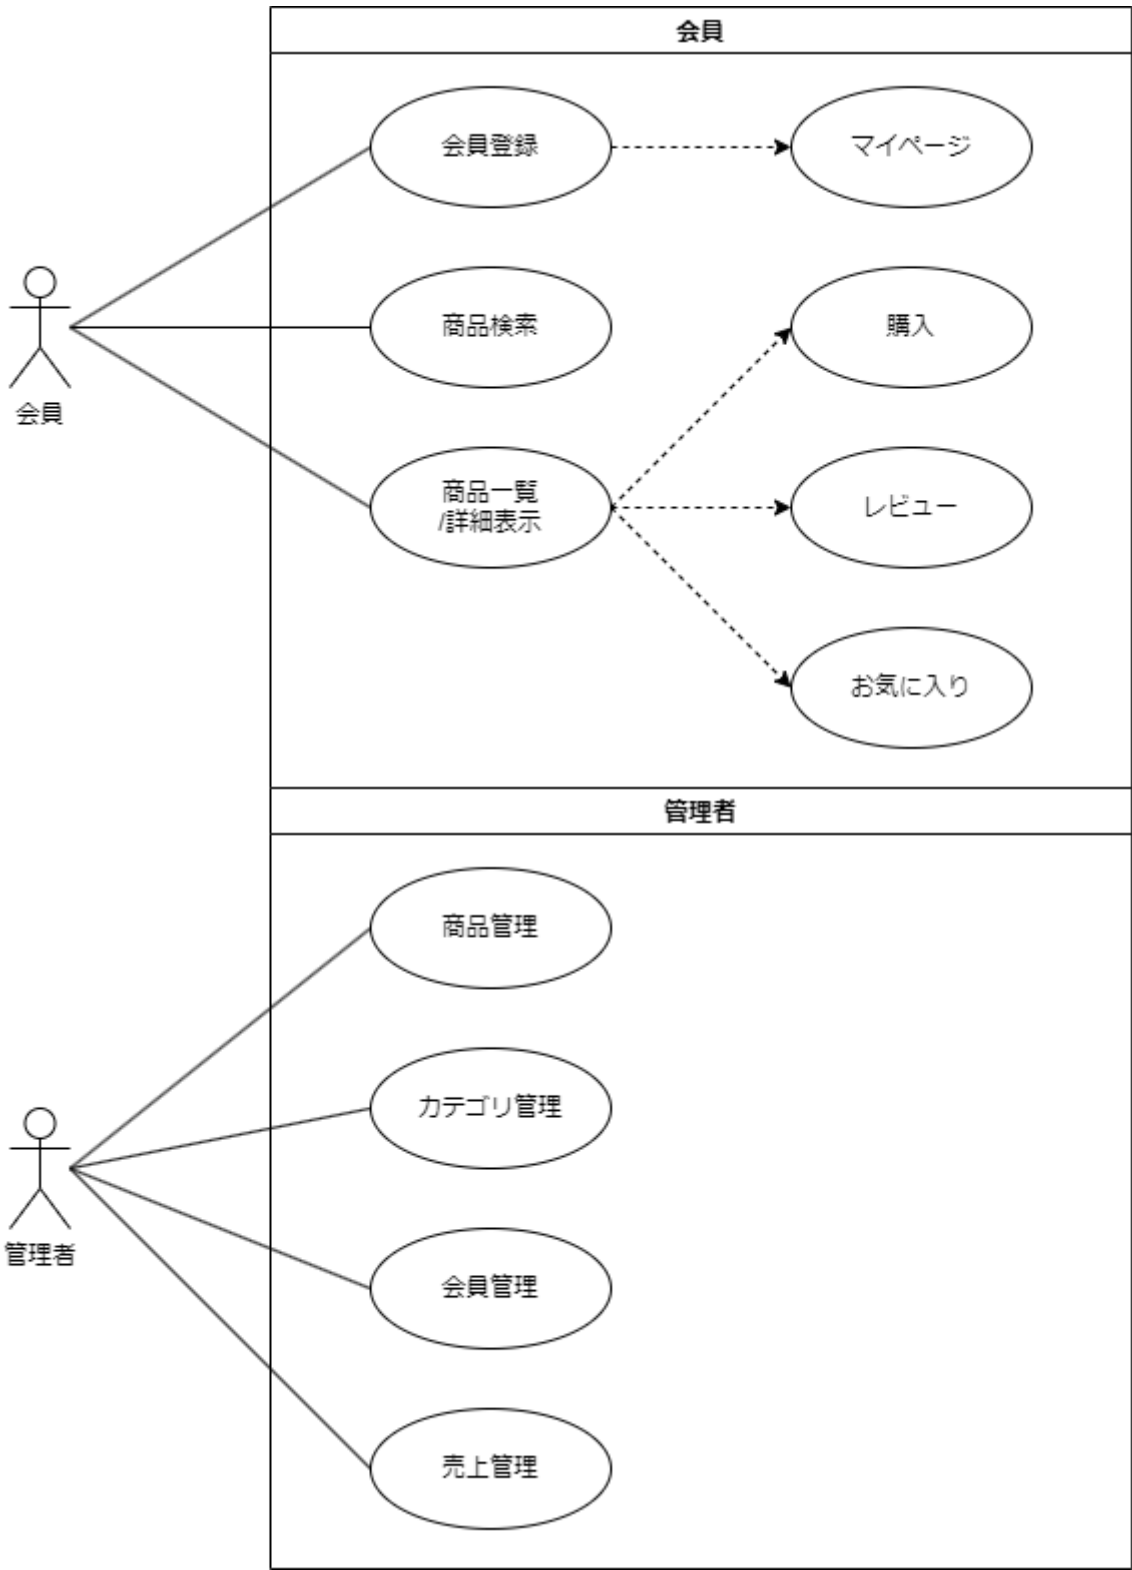 会員
会員登録
マイページ
商品検索
購入
会員
商品一覧
/詳細表示
レビュー
お気に入り
管理者
商品管理
カテゴリ管理
管理者
会員管理
売上管理